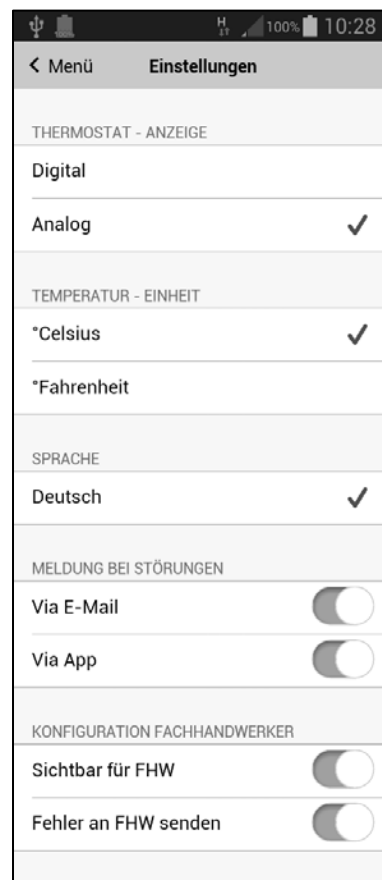 H 100% 10:28
Menü Einstellungen
THERMOSTAT - ANZEIGE
Digital
Analog
TEMPERATUR - EINHEIT
°Celsius
°Fahrenheit
SPRACHE
Deutsch
MELDUNG BEI STÖRUNGEN
Via E-Mail
Via App
KONFIGURATION FACHHANDWERKER
Sichtbar für FHW
Fehler an FHW senden